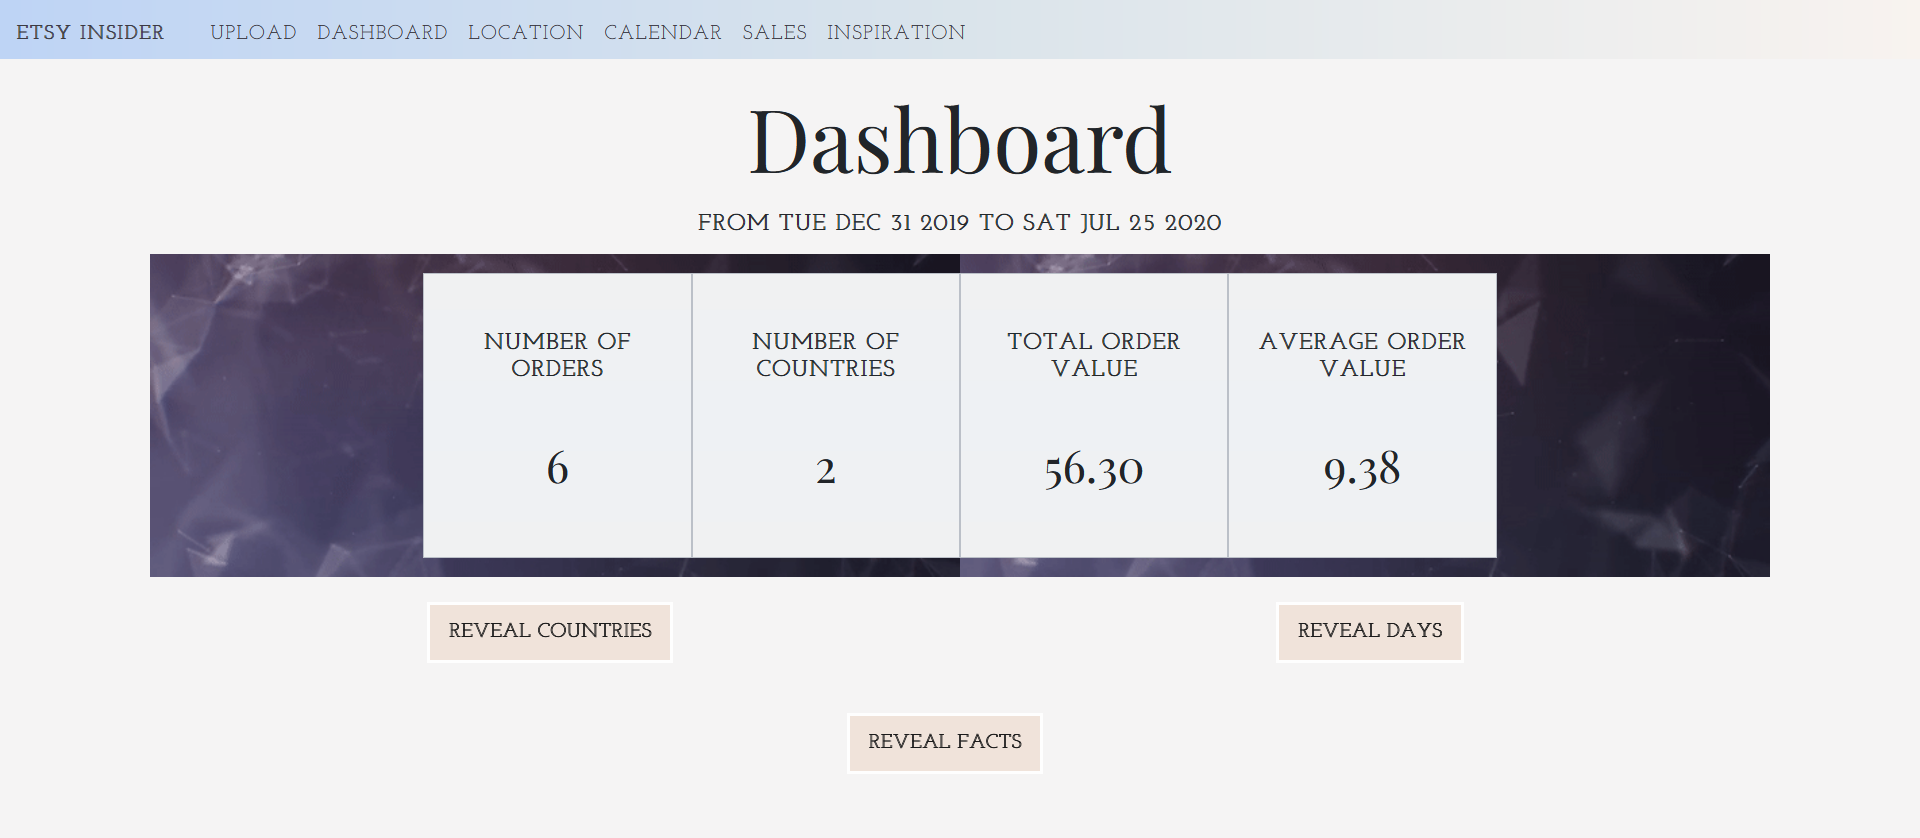 ETSY INSIDER UPLOAD DASHBOARD LOCATION CALENDAR SALES INSPIRATION
Dashboard
FROM TUE DEC 31 2019 TO SAT JUL 25 2020
NUMBER OF
ORDERS
6
NUMBER OF
COUNTRIES
2
TOTAL ORDER
VALUE
56.30
AVERAGE ORDER
VALUE
9.38
REVEAL COUNTRIES
REVEAL DAYS
REVEAL FACTS